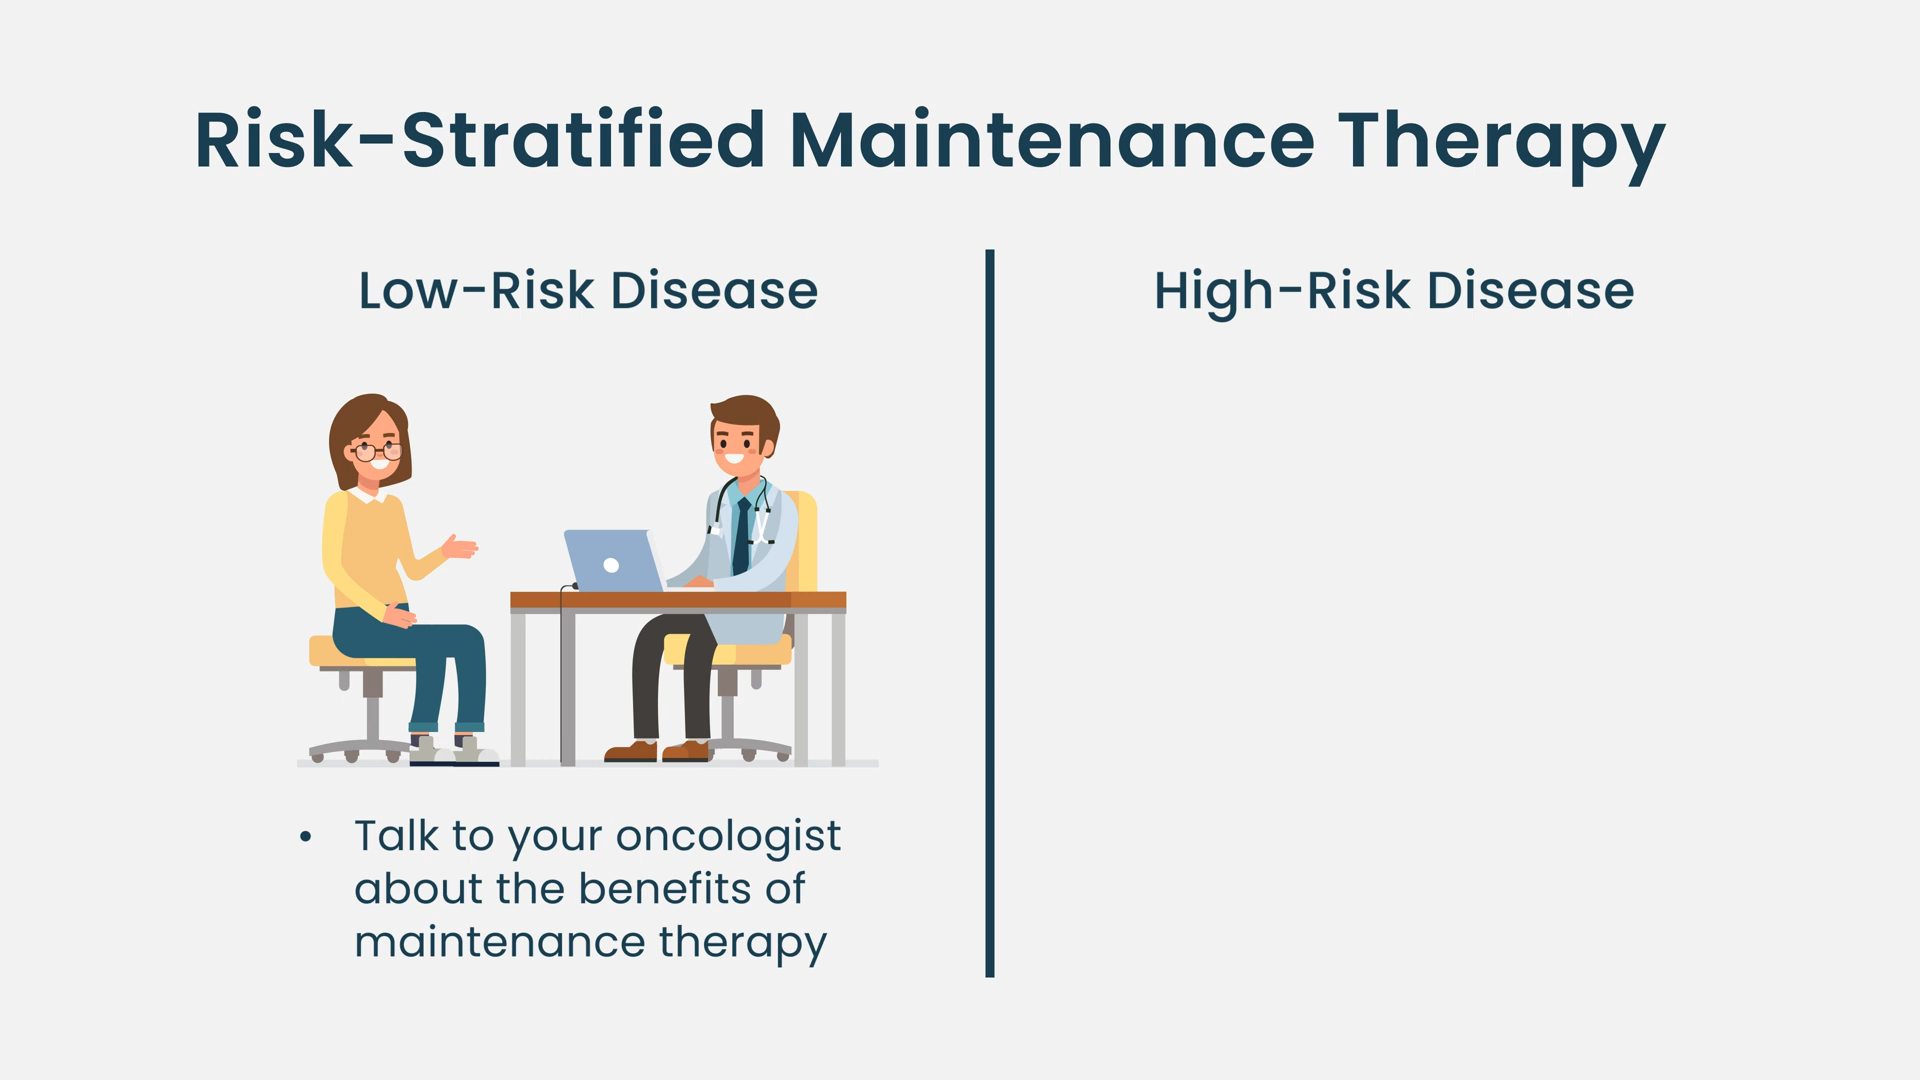 Risk-Stratified Maintenance Therapy
Low-Risk Disease
• Talk to your oncologist
about the benefits of
maintenance therapy
High-Risk Disease